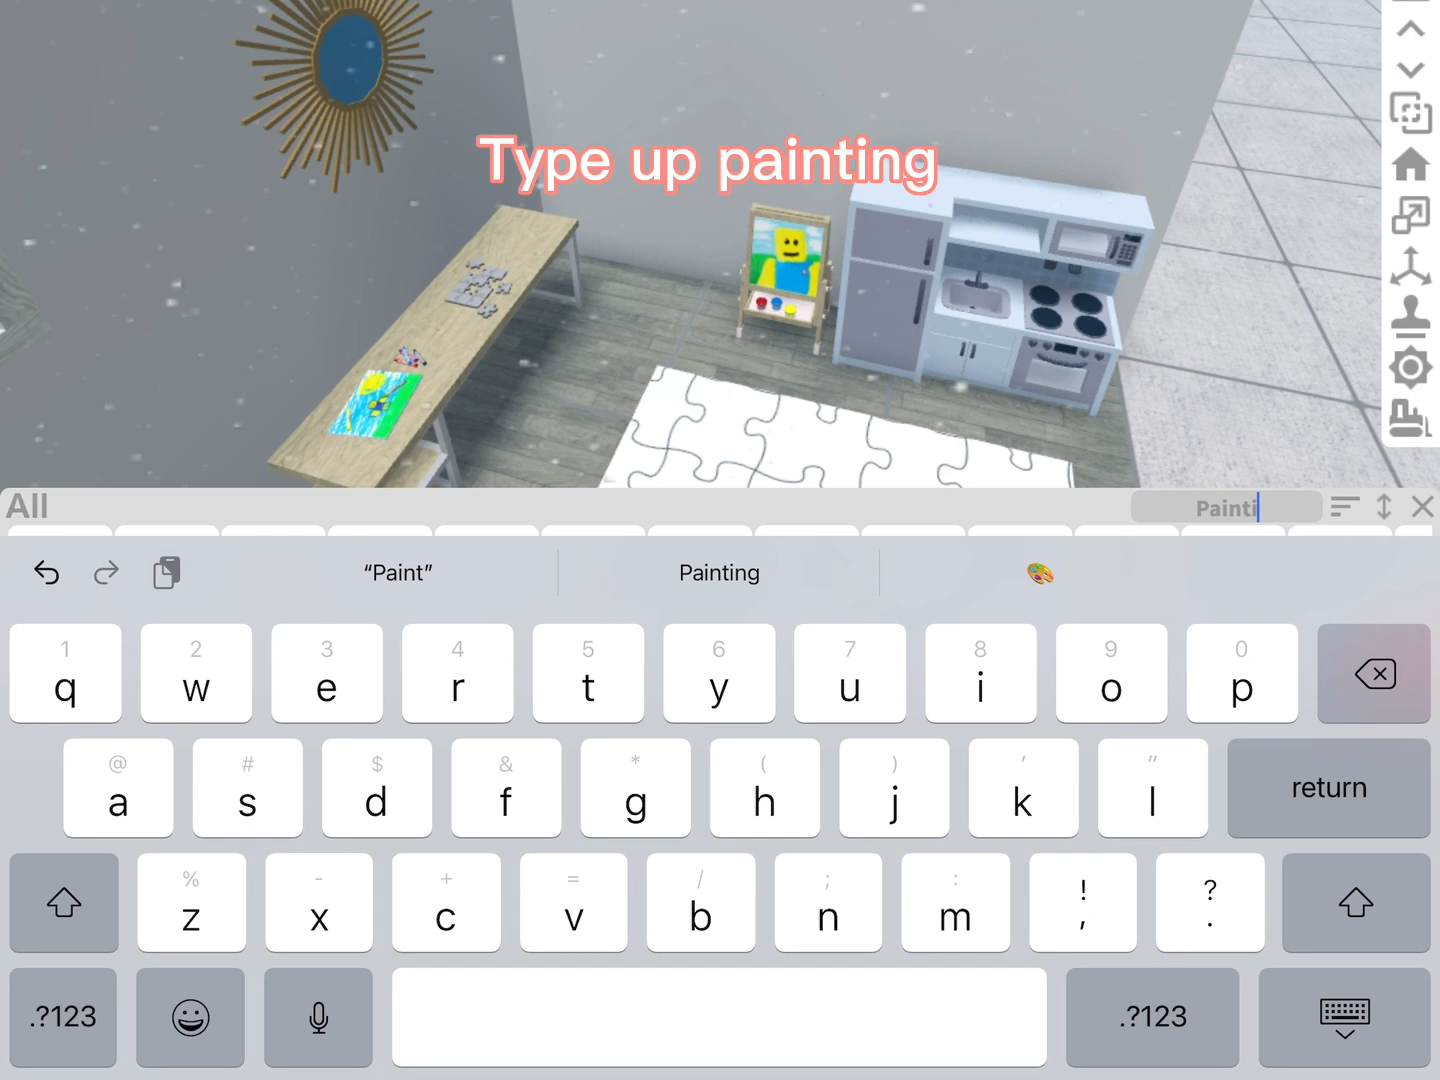 Type up painting
All
Painti
“Paint”
Painting
1 2 3 4 5 6 7 8 9 0
q w e r t y u i o p
@ # $ & * ( ) ' "
a s d f g h j k l
return
% - + = / ; : ! ?
z x c v b n m , .
.?123
.?123